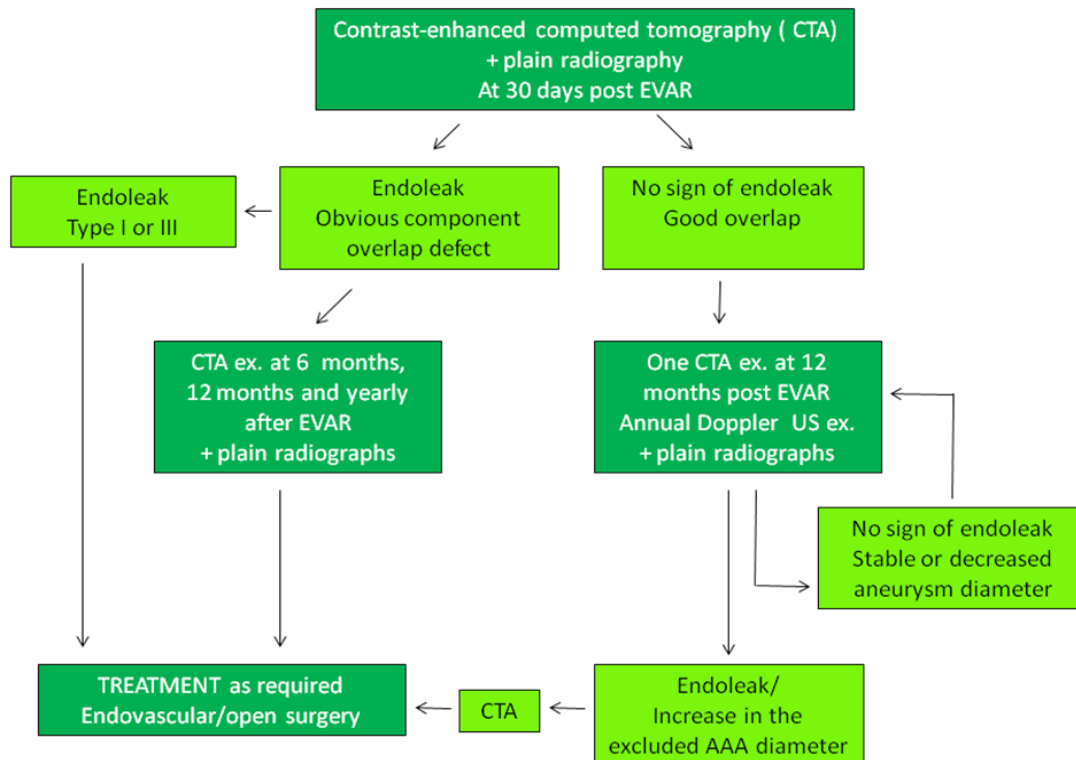 Contrast-enhanced computed tomography ( CTA)
+ plain radiography
At 30 days post EVAR
Endoleak
Type I or III
Endoleak
Obvious component
overlap defect
No sign of endoleak
Good overlap
CTA ex. at 6 months,
12 months and yearly
after EVAR
+ plain radiographs
One CTA ex. at 12
months post EVAR
Annual Doppler US ex.
+ plain radiographs
No sign of endoleak
Stable or decreased
aneurysm diameter
TREATMENT as required
Endovascular/open surgery
CTA
Endoleak/
Increase in the
excluded AAA diameter